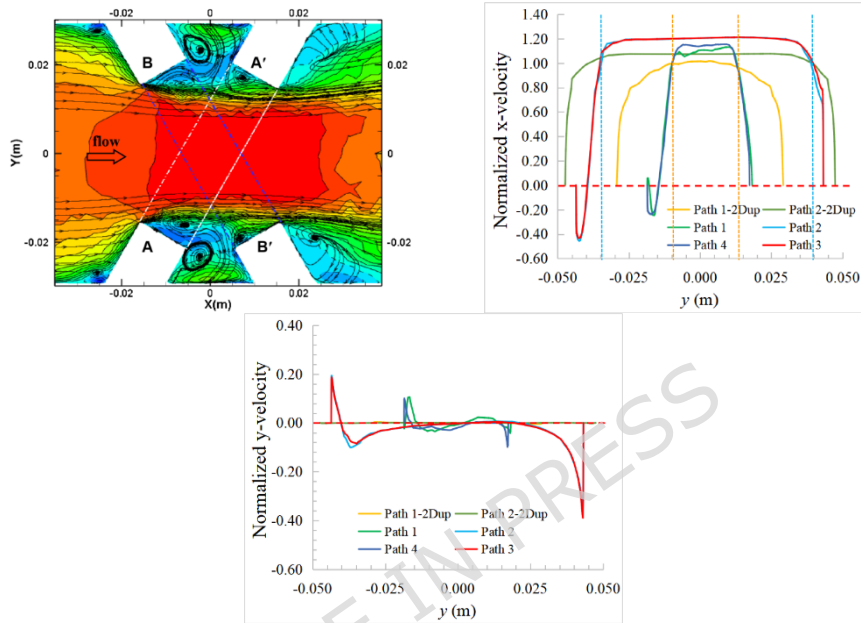 -0.02 0 0.02
B A'
0.02 0.02
Y(m)
flow
0 0
-0.02 -0.02
A B'
-0.02 0 0.02
X(m)
1.40
1.20
1.00
0.80
0.60
0.40
0.20
0.00
-0.20
-0.40
-0.60
Normalized x-velocity
Path 1-2Dup Path 2-2Dup
Path 1 Path 2
Path 4 Path 3
-0.050 -0.025 0.000 0.025 0.050
y (m)
0.40
0.20
0.00
-0.20
-0.40
-0.60
Normalized y-velocity
Path 1-2Dup Path 2-2Dup
Path 1 Path 2
Path 4 Path 3
-0.050 -0.025 0.000 0.025 0.050
y (m)
E IN PRESS